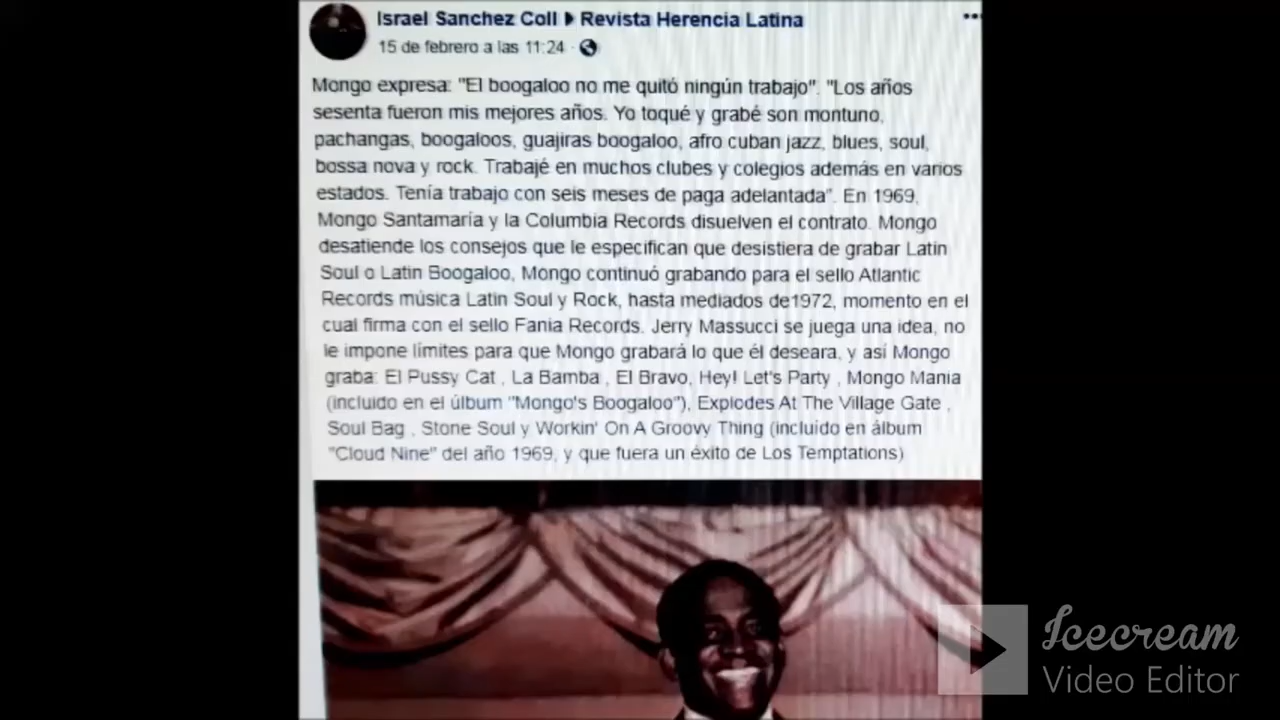 Israel Sanchez Coll ▶ Revista Herencia Latina
15 de febrero a las 11:24 ·
Mongo expresa: "El boogaloo no me quitó ningún trabajo". "Los años
sesenta fueron mis mejores años. Yo toqué y grabé son montuno,
pachangas, boogaloos, guajiras boogaloo, afro cuban jazz, blues, soul,
bossa nova y rock. Trabajé en muchos clubes y colegios además en varios
estados. Tenía trabajo con seis meses de paga adelantada". En 1969,
Mongo Santamaría y la Columbia Records disuelven el contrato. Mongo
desatiende los consejos que le especifican que desistiera de grabar Latin
Soul o Latin Boogaloo, Mongo continuó grabando para el sello Atlantic
Records música Latin Soul y Rock, hasta mediados de1972, momento en el
cual firma con el sello Fania Records. Jerry Massucci se juega una idea, no
le impone límites para que Mongo grabará lo que él deseara, y así Mongo
graba: El Pussy Cat , La Bamba , El Bravo, Hey! Let's Party , Mongo Mania
(incluido en el úlbum "Mongo's Boogaloo"), Explodes At The Village Gate ,
Soul Bag , Stone Soul y Workin' On A Groovy Thing (incluído en álbum
"Cloud Nine" del año 1969, y que fuera un éxito de Los Temptations)
Icecream
Video Editor